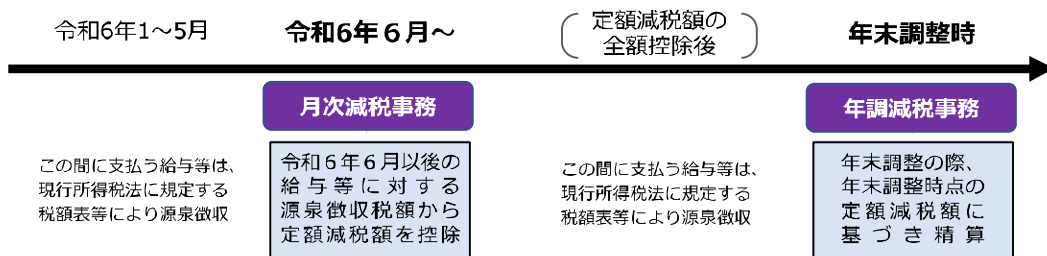 令和6年1～5月
令和6年６月～
定額減税額の
全額控除後
年末調整時
月次減税事務
年調減税事務
この間に支払う給与等は、
現行所得税法に規定する
税額表等により源泉徴収
令和６年６月以後の
給与等に対する
源泉徴収税額から
定額減税額を控除
この間に支払う給与等は、
現行所得税法に規定する
税額表等により源泉徴収
年末調整の際、
年末調整時点の
定額減税額に
基づき精算